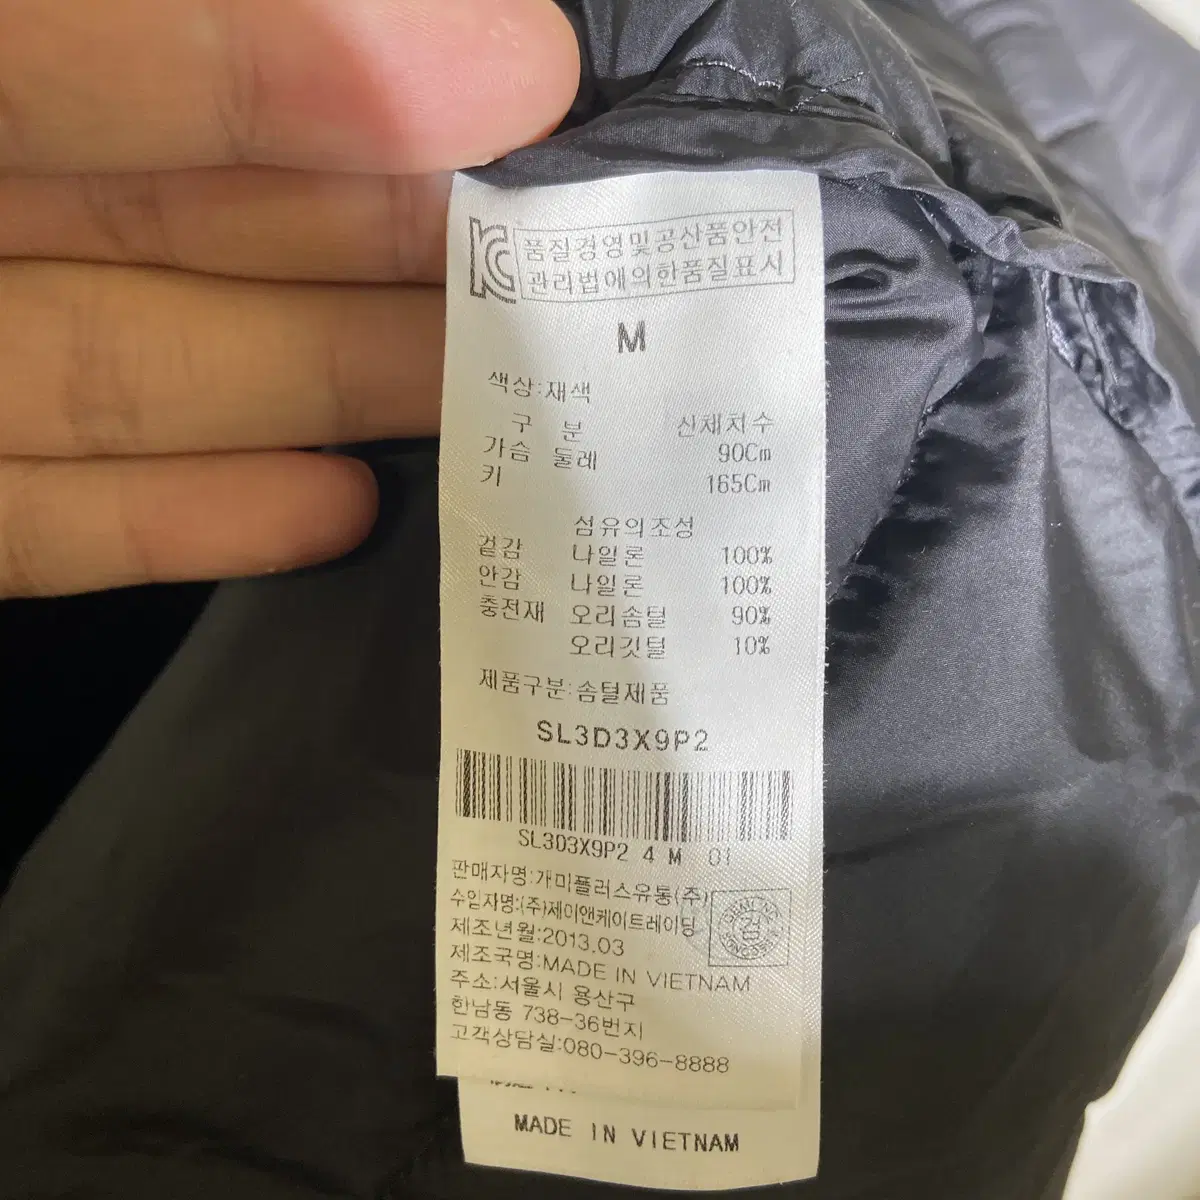 품질경영및공산품안전
관리법에의한품질표시
M
색상:재색
구 분 신체치수
가슴 둘레 90Cm
키 165Cm
섬유의조성
겉감 나일론 100%
안감 나일론 100%
충전재 오리솜털 90%
오리깃털 10%
제품구분:솜털제품
SL3D3X9P2
SL3D3X9P2 4 M 01
판매자명:개미플러스유통(주)
수입자명:(주)제이앤케이트레이딩
제조년월:2013.03
제조국명:MADE IN VIETNAM
주소:서울시 용산구
한남동 738-36번지
고객상담실:080-396-8888
MADE IN VIETNAM